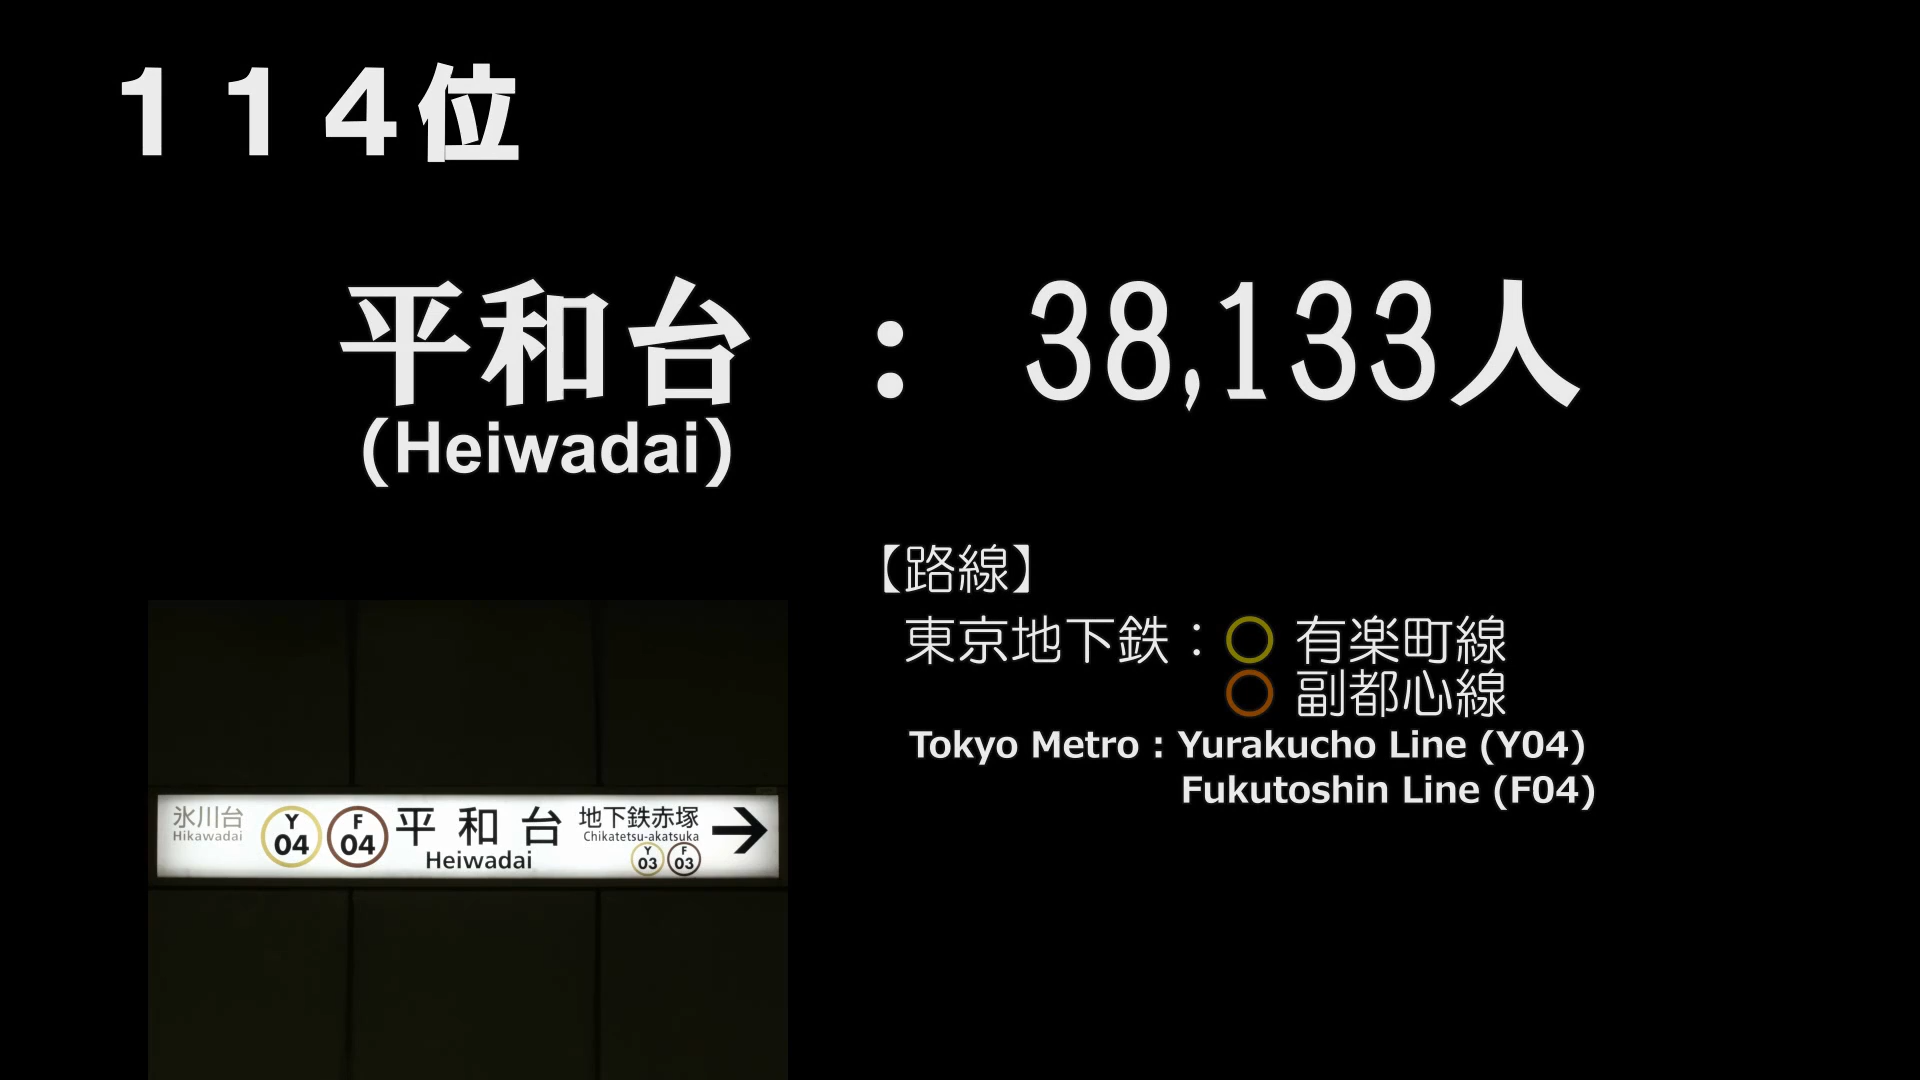 １１４位
平和台 : 38,133人
(Heiwadai)
【路線】
東京地下鉄：○ 有楽町線
○ 副都心線
Tokyo Metro : Yurakucho Line (Y04)
Fukutoshin Line (F04)
氷川台
Hikawadai
Y 04
F 04
平和台
Heiwadai
地下鉄赤塚
Chikatetsu-akatsuka
Y 03
F 03
→